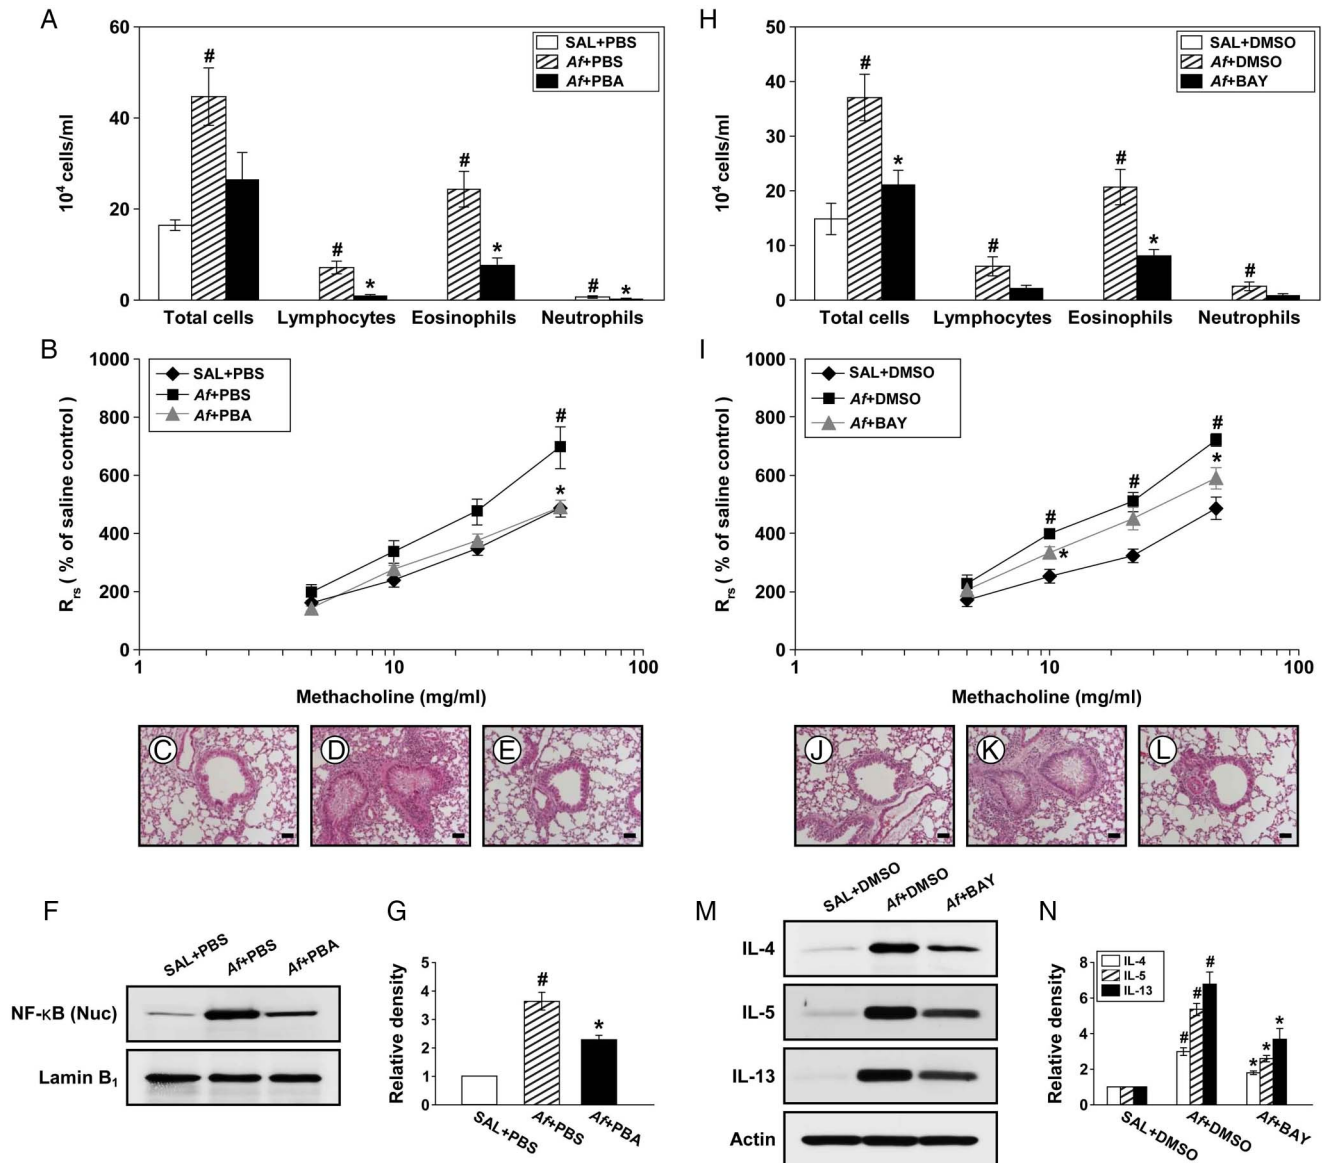 A
60
40
20
0
10⁴ cells/ml
SAL+PBS
Af+PBS
Af+PBA
#
#
*
#
*
#
*
Total cells Lymphocytes Eosinophils Neutrophils
H
50
40
30
20
10
0
10⁴ cells/ml
SAL+DMSO
Af+DMSO
Af+BAY
#
*
#
#
*
#
Total cells Lymphocytes Eosinophils Neutrophils
B
1000
800
600
400
200
0
Rrs ( % of saline control )
SAL+PBS
Af+PBS
Af+PBA
#
*
1 10 100
Methacholine (mg/ml)
I
1000
800
600
400
200
0
Rrs ( % of saline control )
SAL+DMSO
Af+DMSO
Af+BAY
#
*
#
#
*
1 10 100
Methacholine (mg/ml)
C D E
J K L
F
SAL+PBS Af+PBS Af+PBA
NF-κB (Nuc)
Lamin B₁
G
5
4
3
2
1
0
Relative density
#
*
SAL+PBS Af+PBS Af+PBA
M
SAL+DMSO Af+DMSO Af+BAY
IL-4
IL-5
IL-13
Actin
N
8
6
4
2
0
Relative density
IL-4
IL-5
IL-13
# # #
* * *
SAL+DMSO Af+DMSO Af+BAY